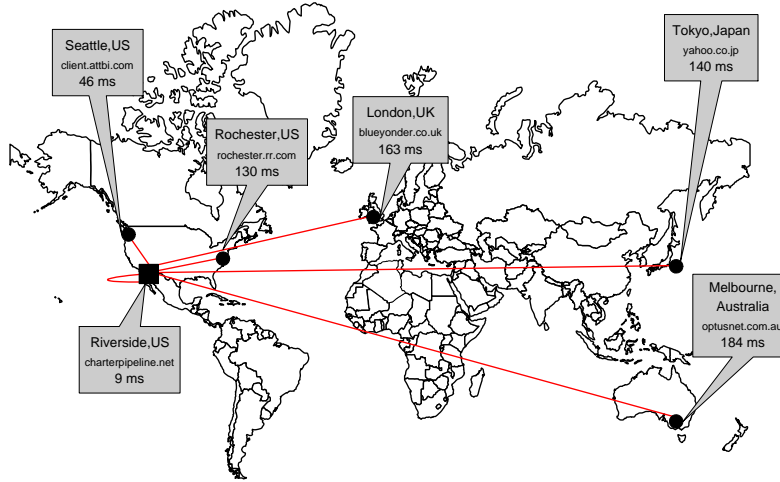 Seattle,US
client.attbi.com
46 ms
Rochester,US
rochester.rr.com
130 ms
London,UK
blueyonder.co.uk
163 ms
Tokyo,Japan
yahoo.co.jp
140 ms
Riverside,US
charterpipeline.net
9 ms
Melbourne,
Australia
optusnet.com.au
184 ms